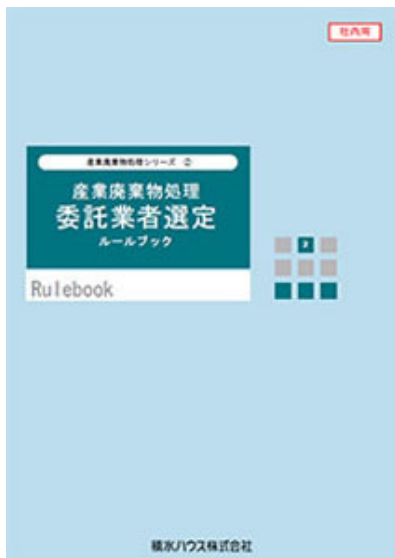 社内用
産業廃棄物処理シリーズ ②
産業廃棄物処理
委託業者選定
ルールブック
2
Rulebook
積水ハウス株式会社